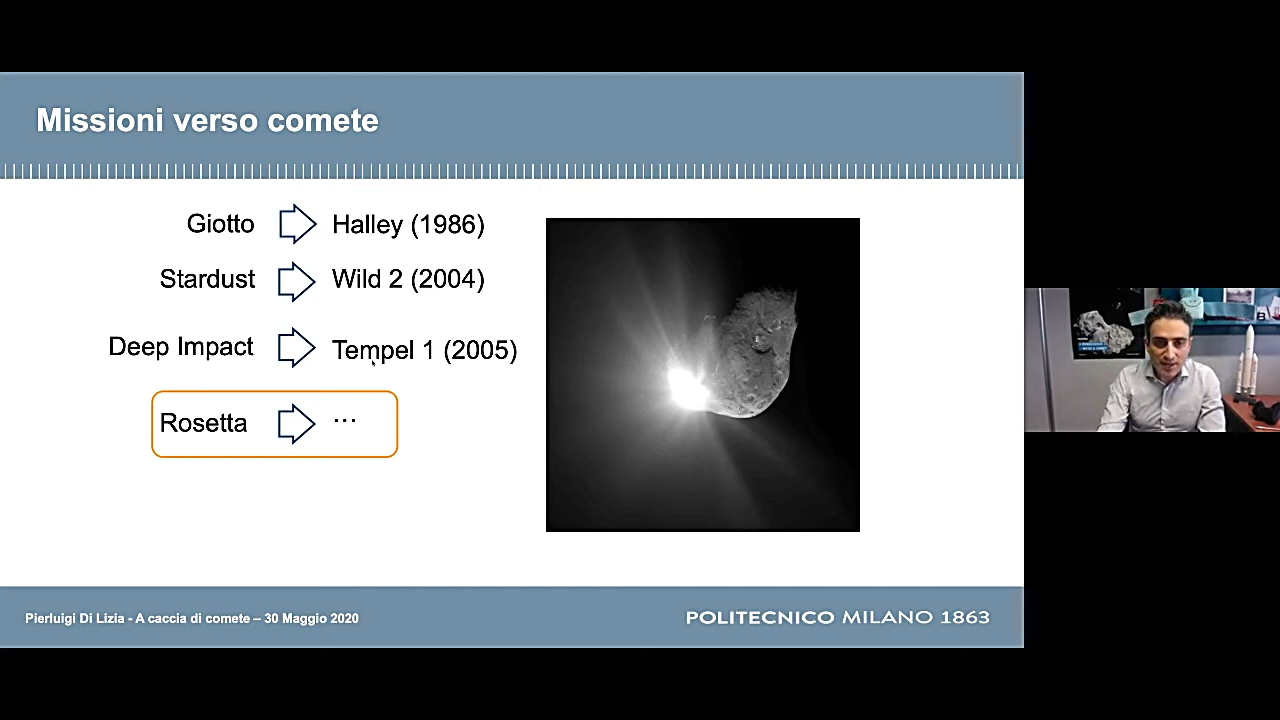 Missioni verso comete
Giotto Halley (1986)
Stardust Wild 2 (2004)
Deep Impact Tempel 1 (2005)
Rosetta ...
Pierluigi Di Lizia - A caccia di comete – 30 Maggio 2020
POLITECNICO MILANO 1863